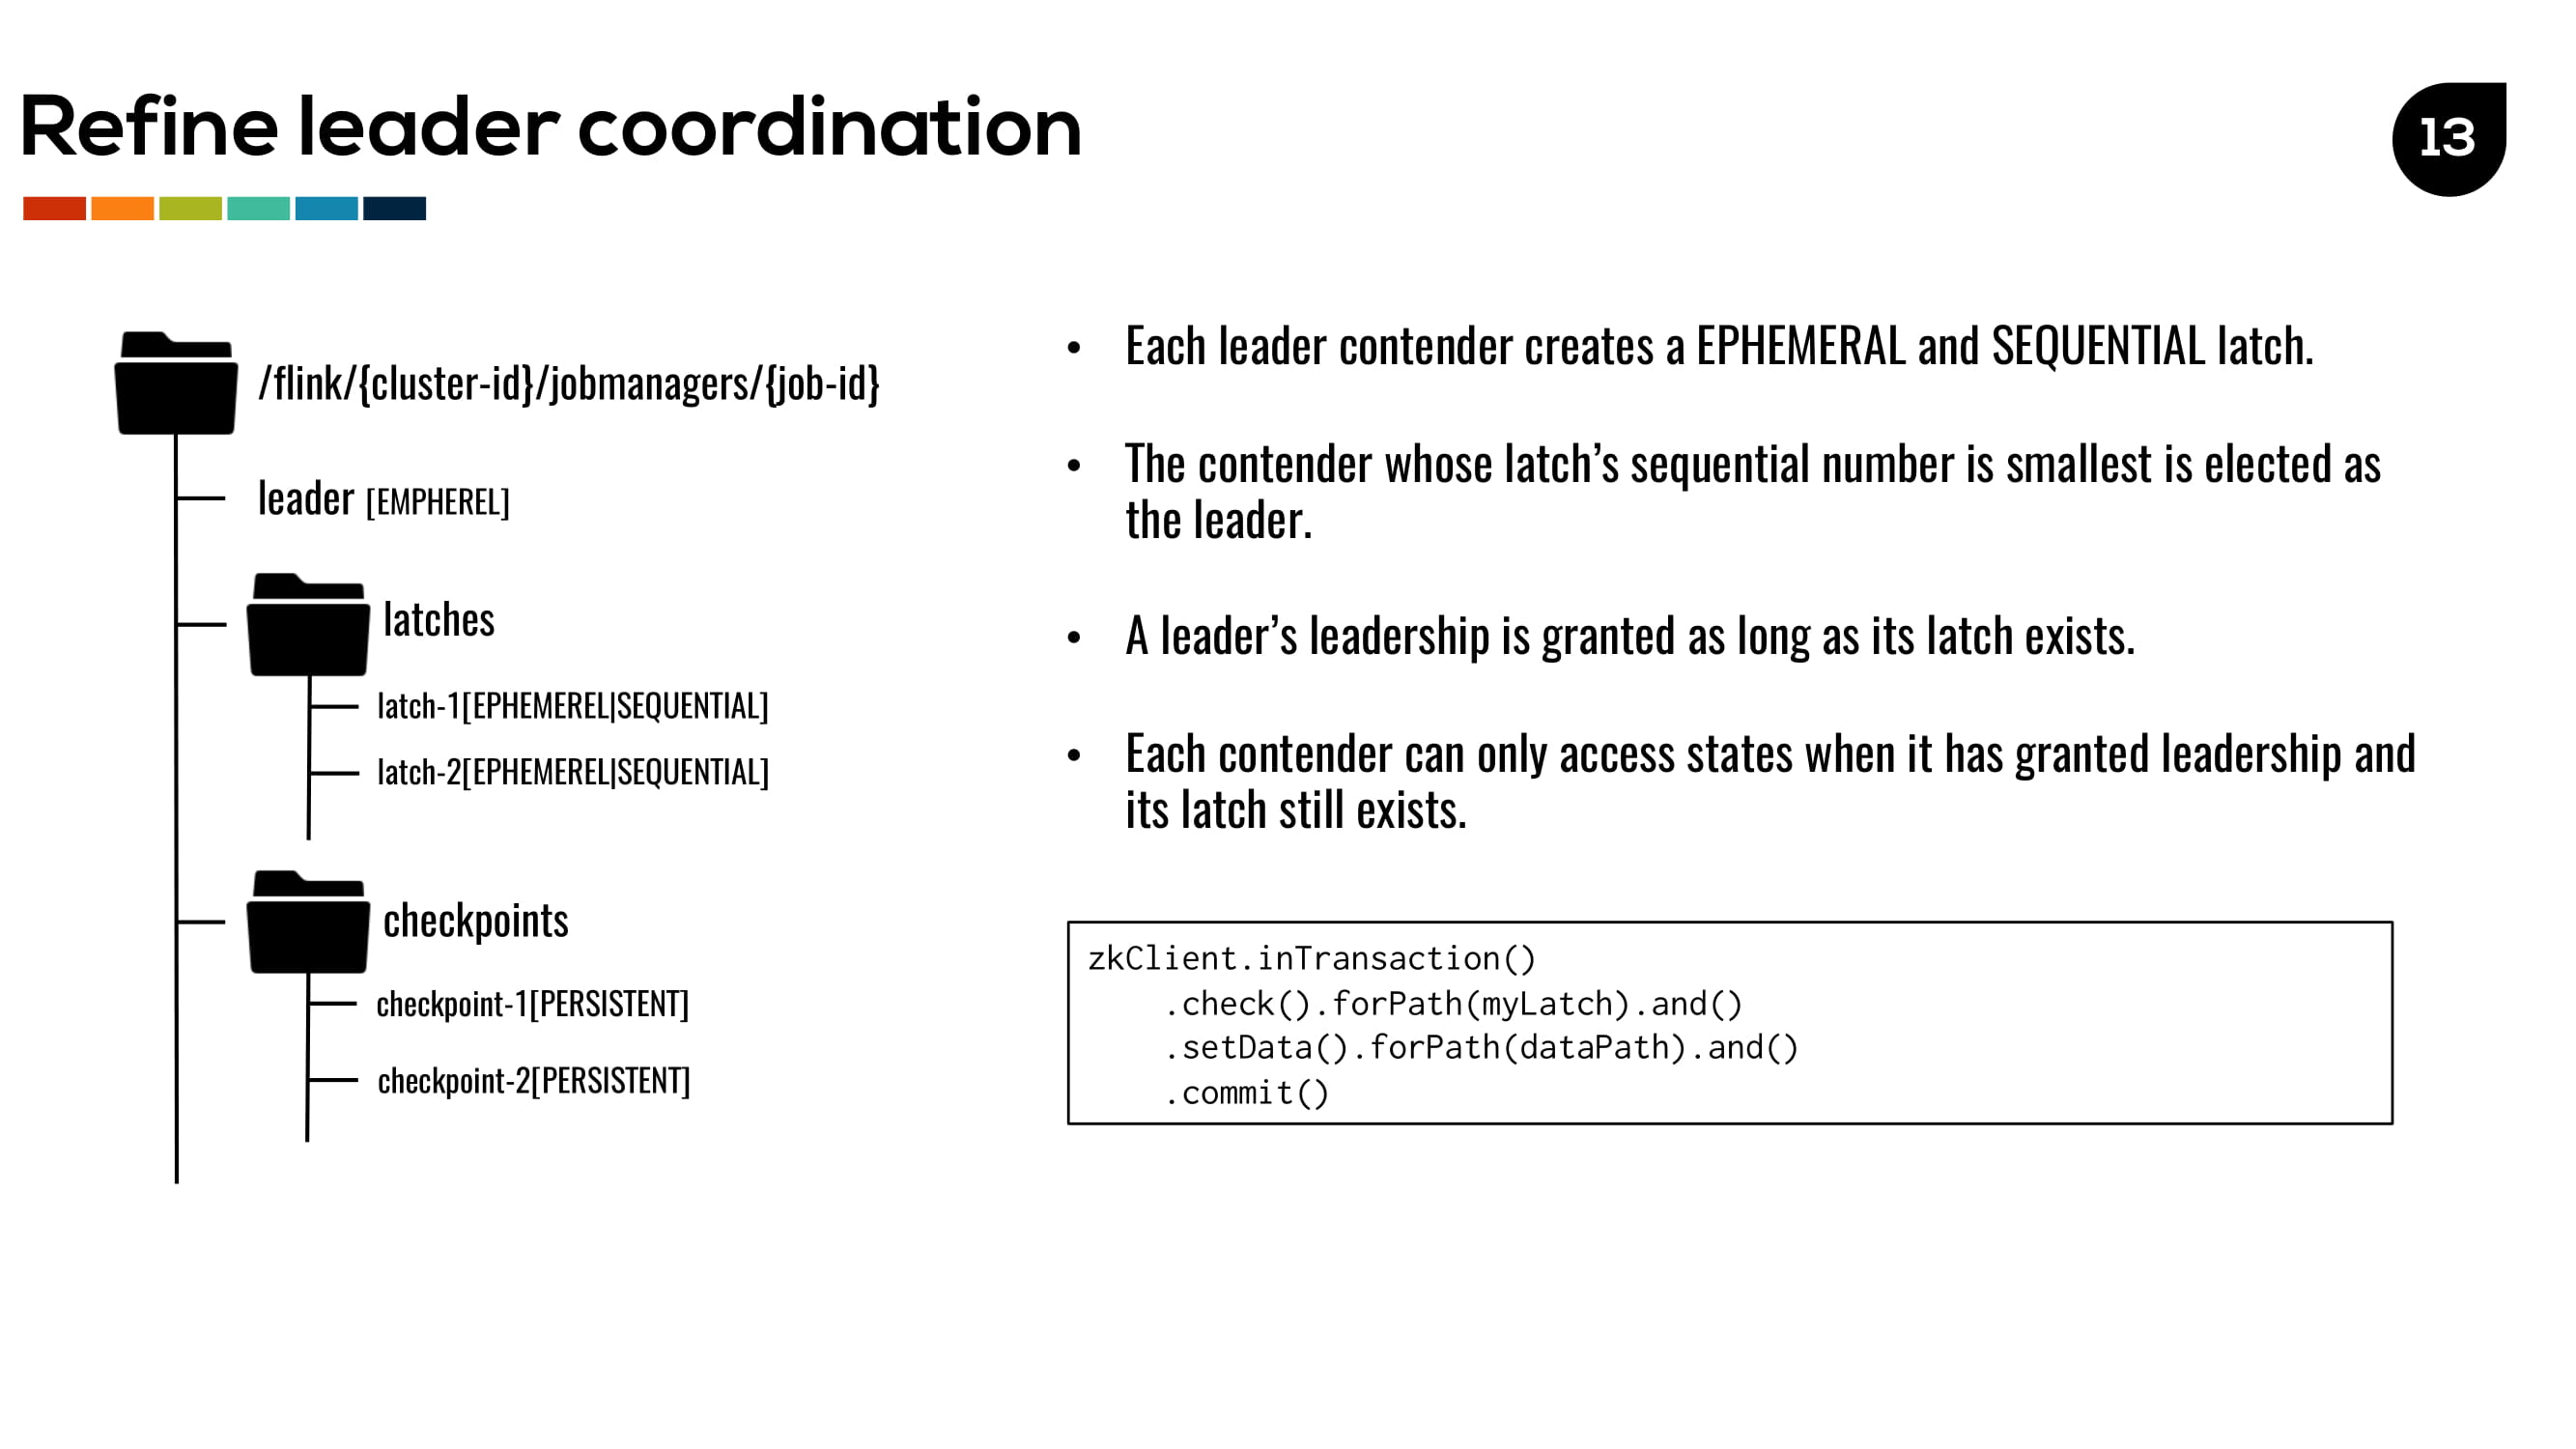 Refine leader coordination
13
/flink/{cluster-id}/jobmanagers/{job-id}
leader [EMPHEREL]
latches
latch-1[EPHEMEREL|SEQUENTIAL]
latch-2[EPHEMEREL|SEQUENTIAL]
checkpoints
checkpoint-1[PERSISTENT]
checkpoint-2[PERSISTENT]
• Each leader contender creates a EPHEMERAL and SEQUENTIAL latch.
• The contender whose latch’s sequential number is smallest is elected as
the leader.
• A leader’s leadership is granted as long as its latch exists.
• Each contender can only access states when it has granted leadership and
its latch still exists.
zkClient.inTransaction()
.check().forPath(myLatch).and()
.setData().forPath(dataPath).and()
.commit()